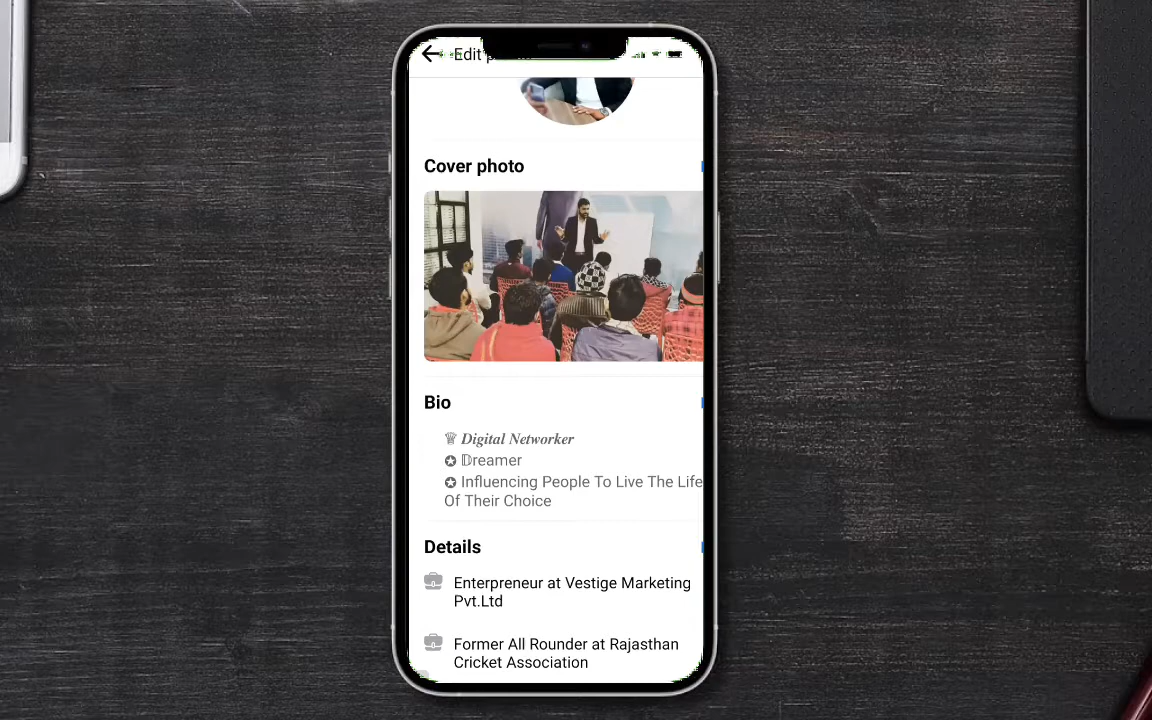 Edit
Cover photo
Bio
♕ Digital Networker
✪ 𝔻reamer
✪ Influencing People To Live The Life
Of Their Choice
Details
Enterpreneur at Vestige Marketing
Pvt.Ltd
Former All Rounder at Rajasthan
Cricket Association